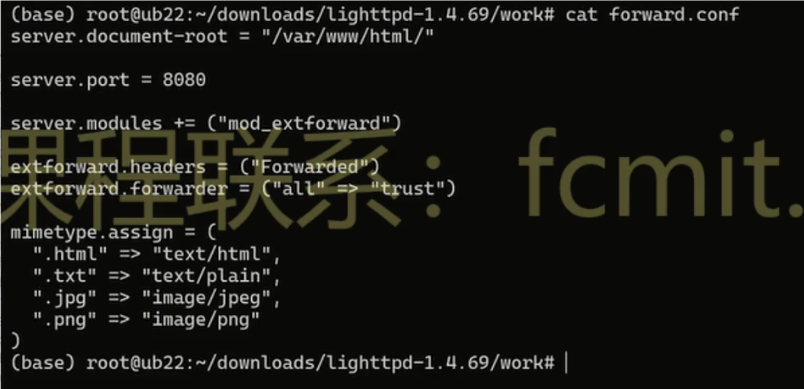 (base) root@ub22:~/downloads/lighttpd-1.4.69/work# cat forward.conf
server.document-root = "/var/www/html/"
server.port = 8080
server.modules += ("mod_extforward")
课程联系：fcmit.
extforward.headers = ("Forwarded")
extforward.forwarder = ("all" => "trust")
mimetype.assign = (
  ".html" => "text/html",
  ".txt" => "text/plain",
  ".jpg" => "image/jpeg",
  ".png" => "image/png"
)
(base) root@ub22:~/downloads/lighttpd-1.4.69/work#